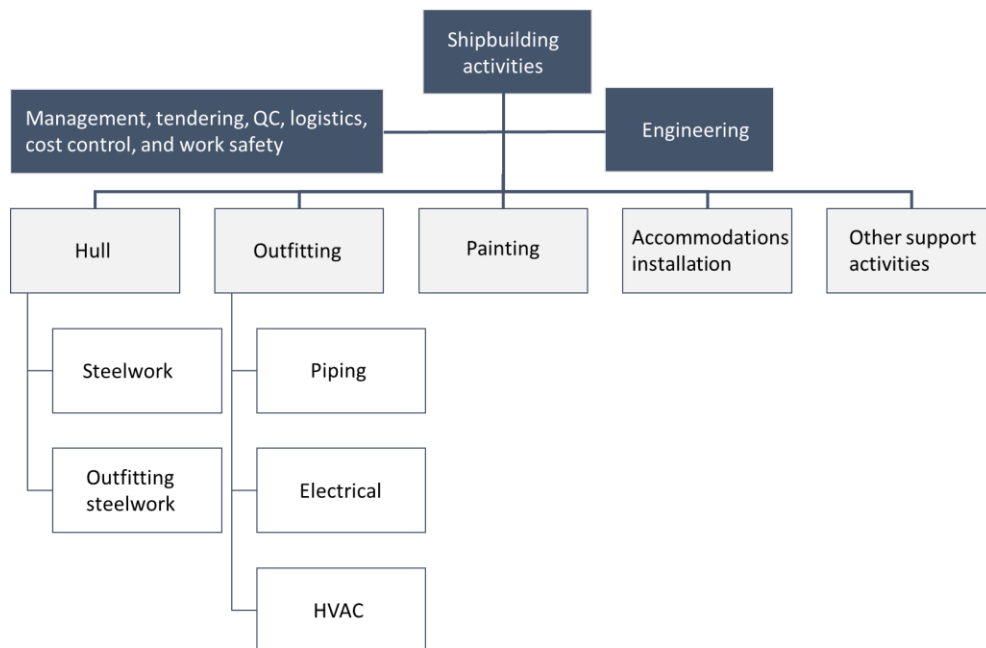 Shipbuilding
activities
Management, tendering, QC, logistics,
cost control, and work safety
Engineering
Hull
Outfitting
Painting
Accommodations
installation
Other support
activities
Steelwork
Piping
Outfitting
steelwork
Electrical
HVAC